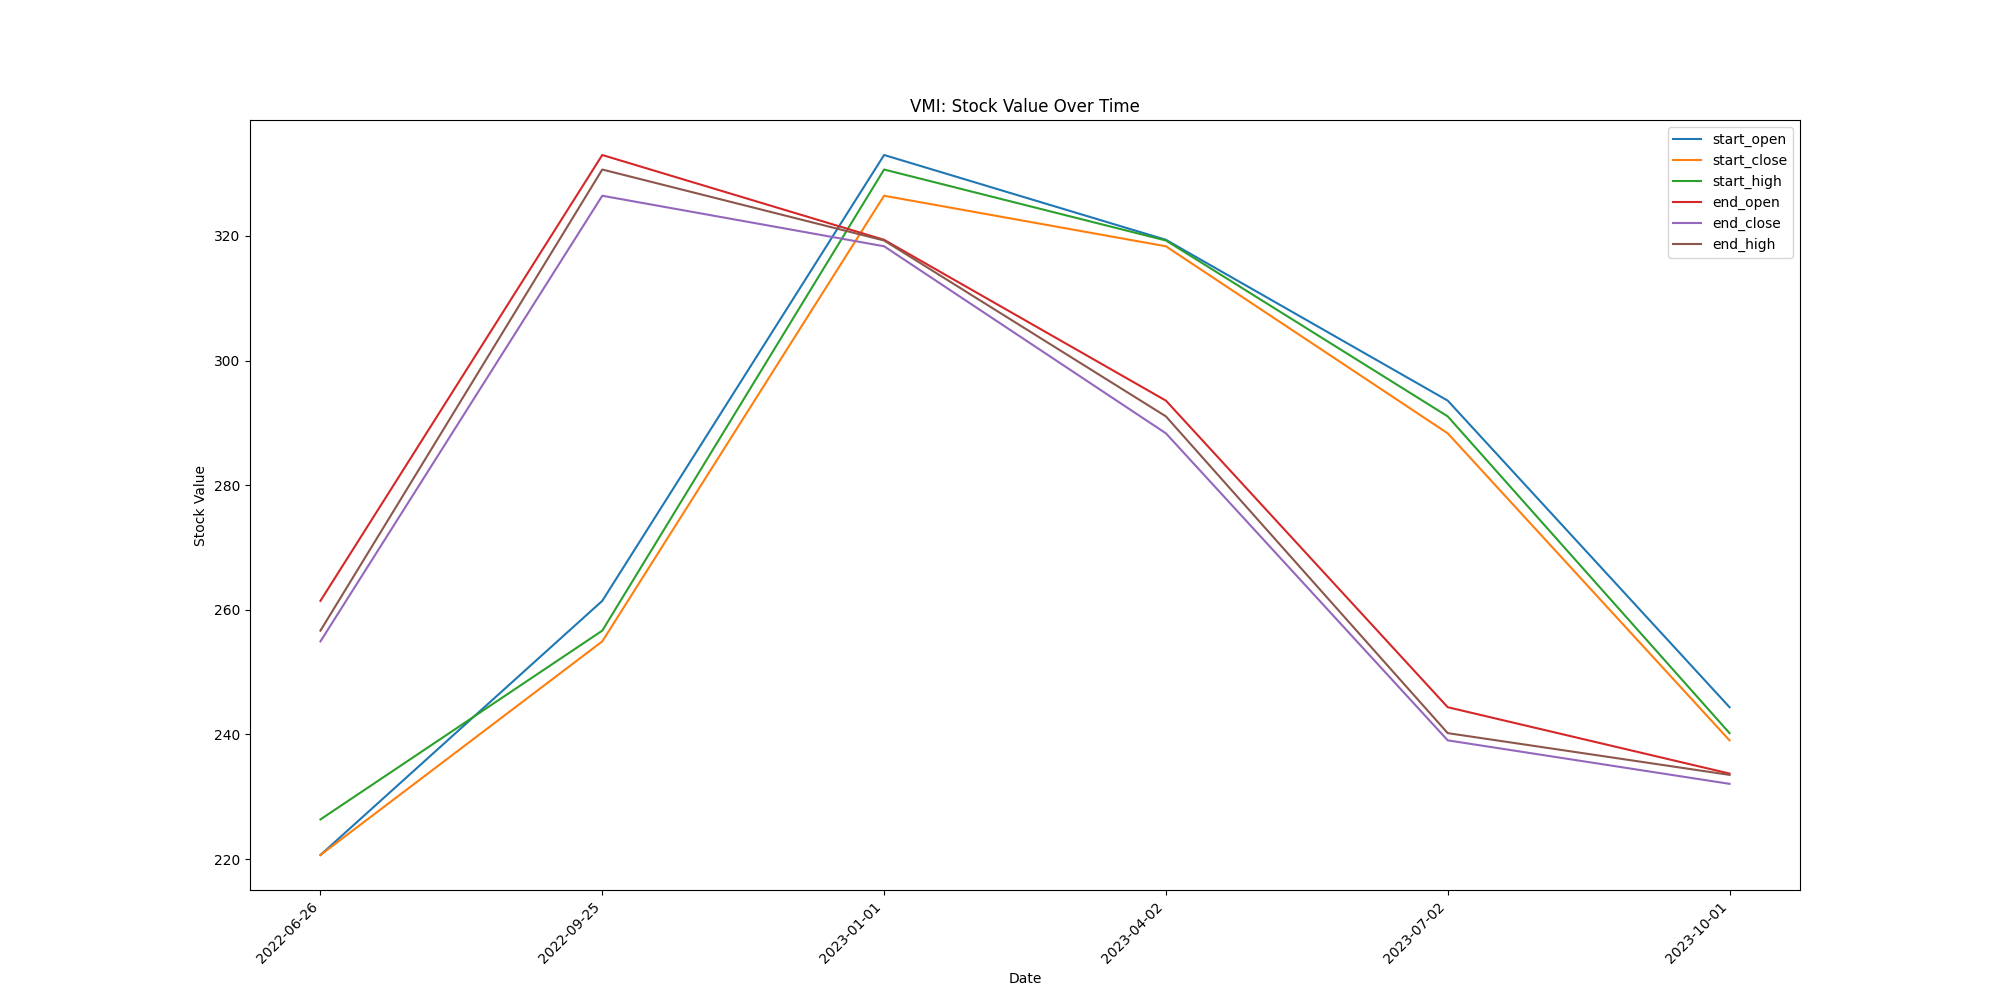 VMI: Stock Value Over Time
start_open
start_close
start_high
end_open
end_close
end_high
Stock Value
320
300
280
260
240
220
2022-06-26
2022-09-25
2023-01-01
2023-04-02
2023-07-02
2023-10-01
Date